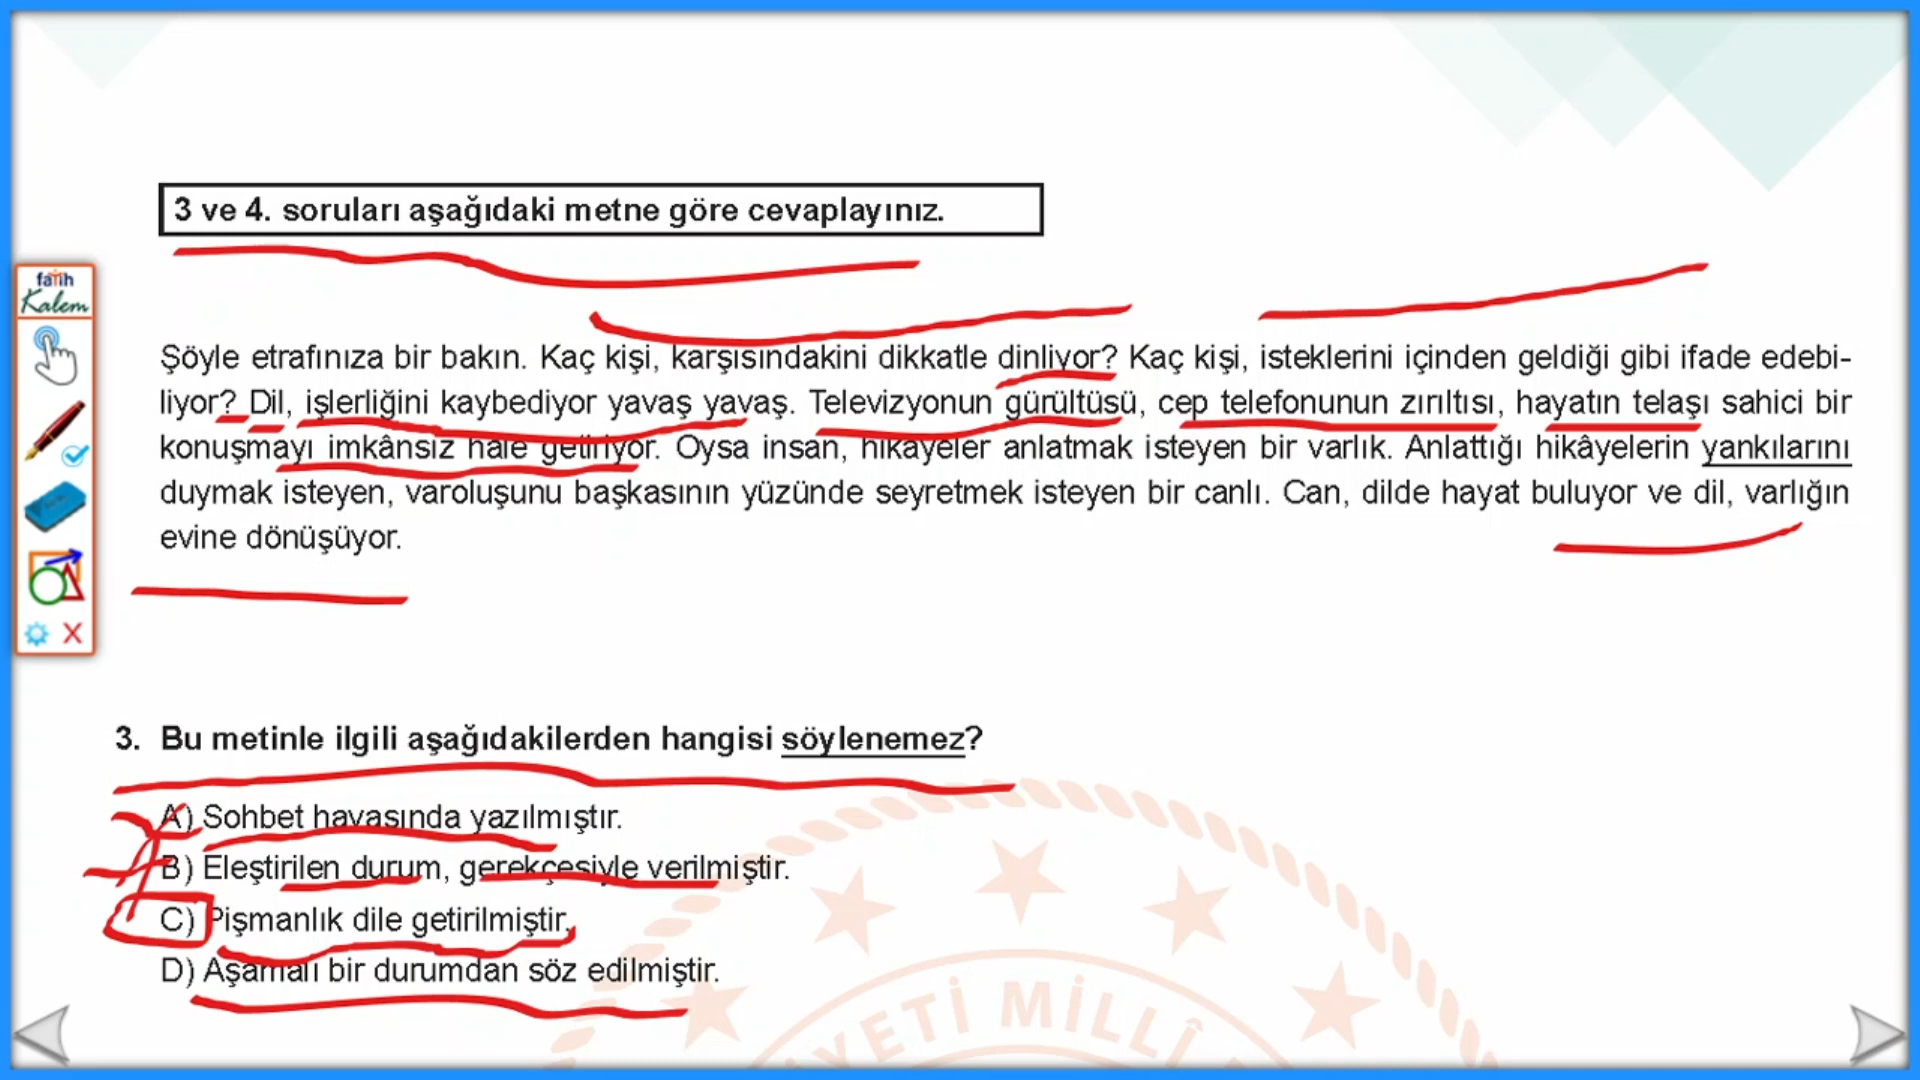 3 ve 4. soruları aşağıdaki metne göre cevaplayınız.
fatih
Kalem
Şöyle etrafınıza bir bakın. Kaç kişi, karşısındakini dikkatle dinliyor? Kaç kişi, isteklerini içinden geldiği gibi ifade edebi-
liyor? Dil, işlerliğini kaybediyor yavaş yavaş. Televizyonun gürültüsü, cep telefonunun zırıltısı, hayatın telaşı sahici bir
konuşmayı imkânsız hâle getiriyor. Oysa insan, hikâyeler anlatmak isteyen bir varlık. Anlattığı hikâyelerin yankılarını
duymak isteyen, varoluşunu başkasının yüzünde seyretmek isteyen bir canlı. Can, dilde hayat buluyor ve dil, varlığın
evine dönüşüyor.
3. Bu metinle ilgili aşağıdakilerden hangisi söylenemez?
A) Sohbet havasında yazılmıştır.
B) Eleştirilen durum, gerekçesiyle verilmiştir.
C) Pişmanlık dile getirilmiştir.
D) Aşamalı bir durumdan söz edilmiştir.
YETİ MİLLÎ